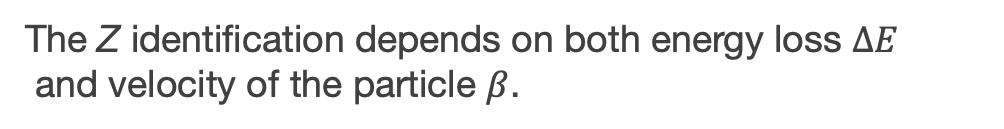 The Z identification depends on both energy loss ΔE
and velocity of the particle β.